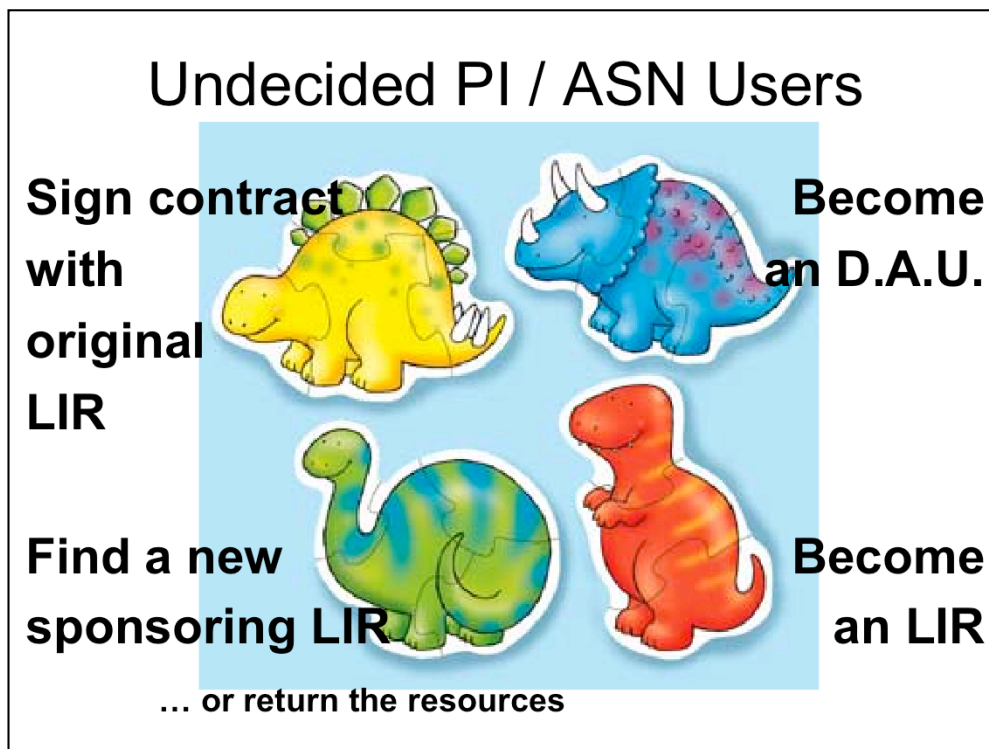 Undecided PI / ASN Users
Sign contract
with
original
LIR
Become
an D.A.U.
Find a new
sponsoring LIR
Become
an LIR
... or return the resources